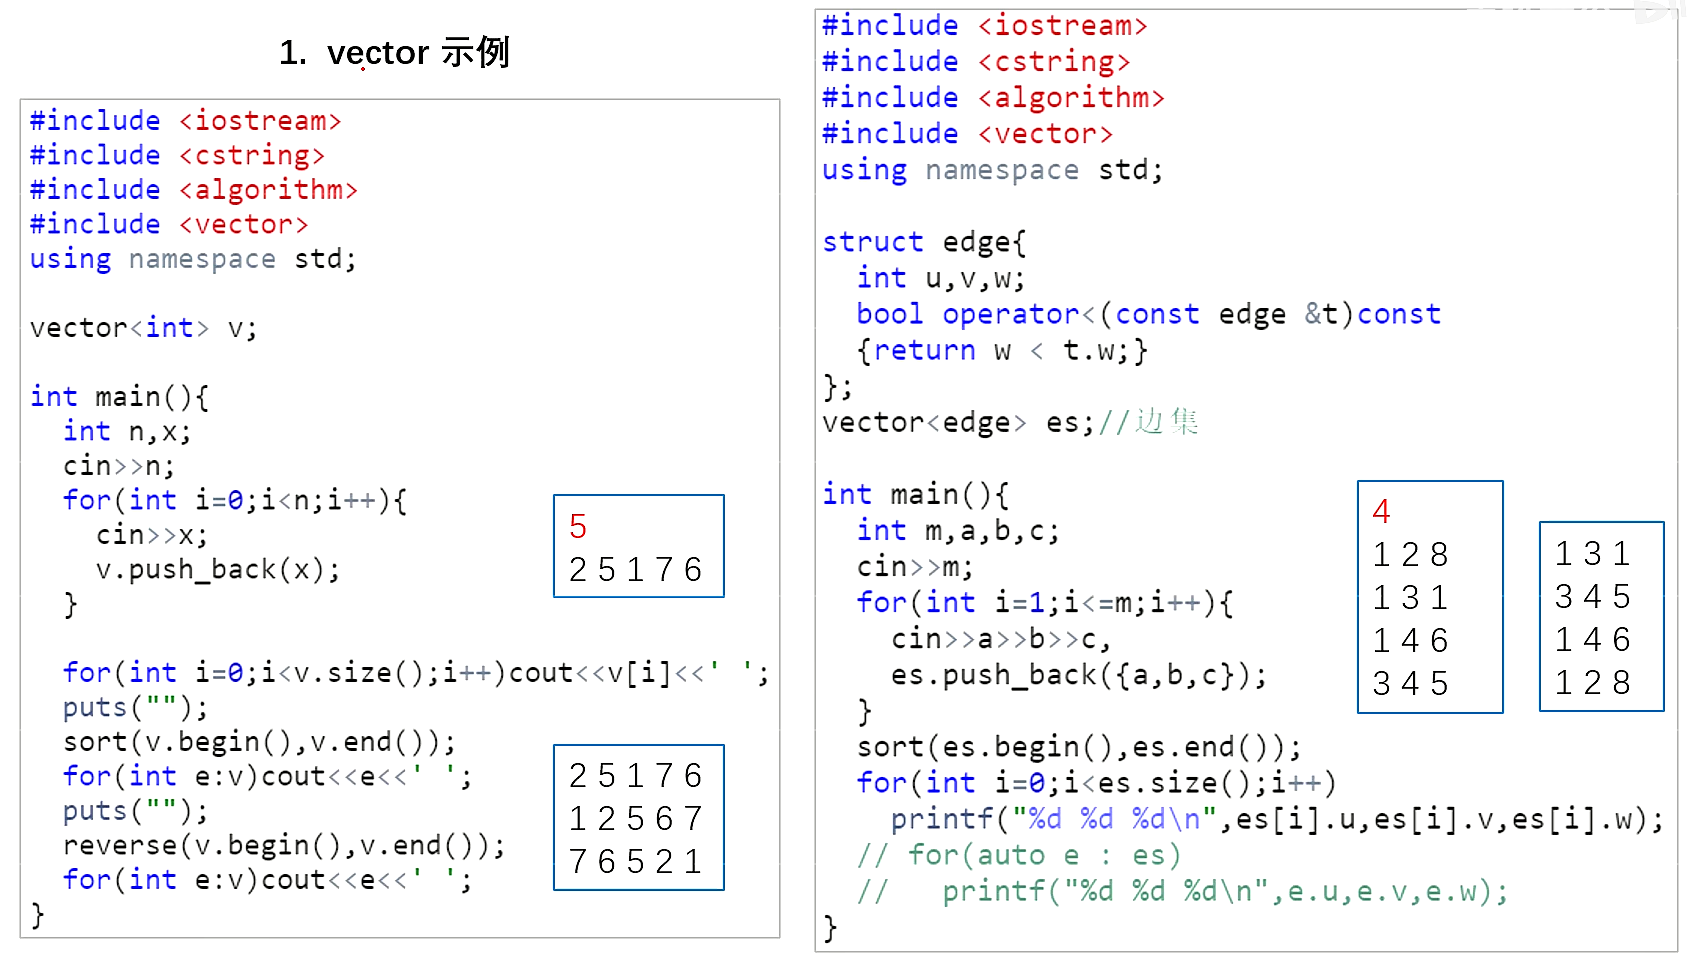 1. vector 示例
#include <iostream>
#include <cstring>
#include <algorithm>
#include <vector>
using namespace std;
vector<int> v;
int main(){
  int n,x;
  cin>>n;
  for(int i=0;i<n;i++){
    cin>>x;
    v.push_back(x);
  }
  for(int i=0;i<v.size();i++)cout<<v[i]<<' ';
  puts("");
  sort(v.begin(),v.end());
  for(int e:v)cout<<e<<' ';
  puts("");
  reverse(v.begin(),v.end());
  for(int e:v)cout<<e<<' ';
}
5
2 5 1 7 6
2 5 1 7 6
1 2 5 6 7
7 6 5 2 1
#include <iostream>
#include <cstring>
#include <algorithm>
#include <vector>
using namespace std;
struct edge{
  int u,v,w;
  bool operator<(const edge &t)const
  {return w < t.w;}
};
vector<edge> es;//边集
int main(){
  int m,a,b,c;
  cin>>m;
  for(int i=1;i<=m;i++){
    cin>>a>>b>>c,
    es.push_back({a,b,c});
  }
  sort(es.begin(),es.end());
  for(int i=0;i<es.size();i++)
    printf("%d %d %d\n",es[i].u,es[i].v,es[i].w);
  // for(auto e : es)
  //   printf("%d %d %d\n",e.u,e.v,e.w);
}
4
1 2 8
1 3 1
1 4 6
3 4 5
1 3 1
3 4 5
1 4 6
1 2 8